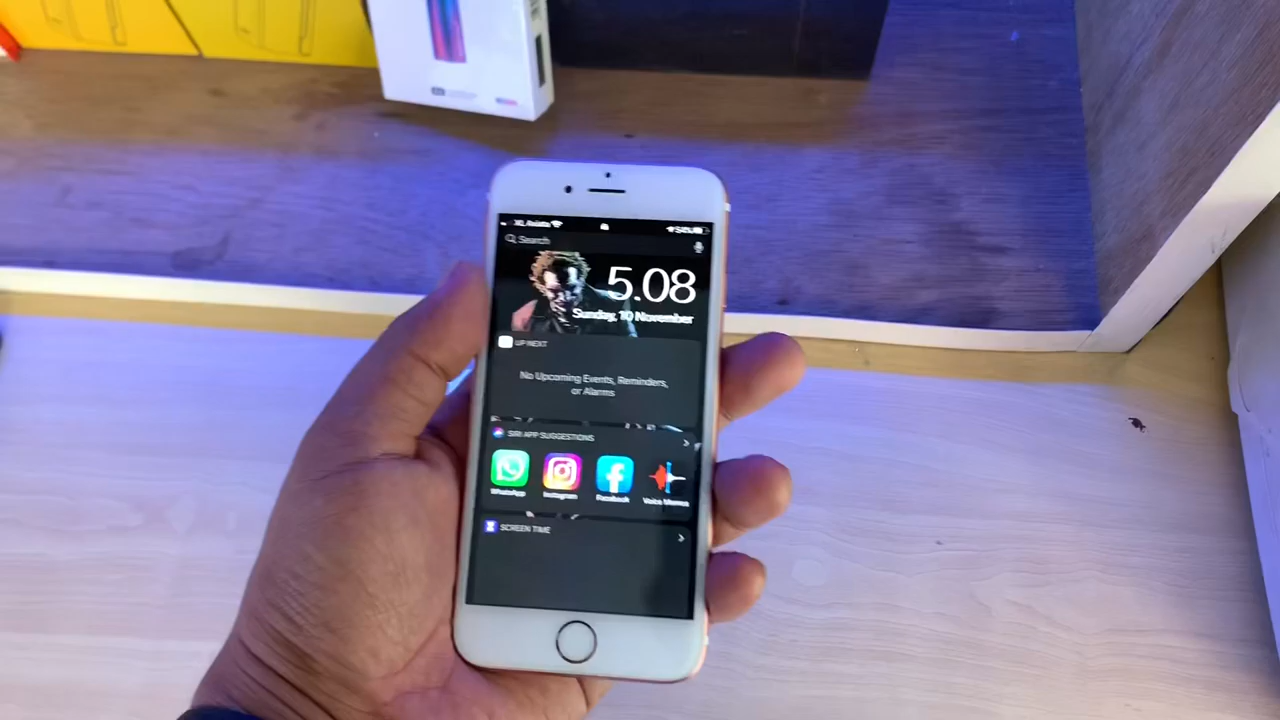 XL Axiata
54%
Search
5.08
Sunday, 10 November
UP NEXT
No Upcoming Events, Reminders,
or Alarms
SIRI APP SUGGESTIONS
WhatsApp Instagram Facebook Voice Memos
SCREEN TIME